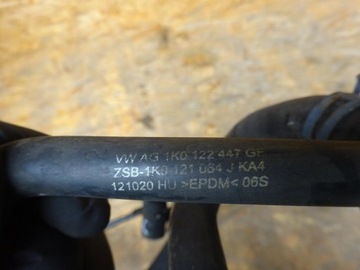 VW AG 1K0 122 447 GF
ZSB-1K0 121 064 J KA4
121020 HU >EPDM< 06S